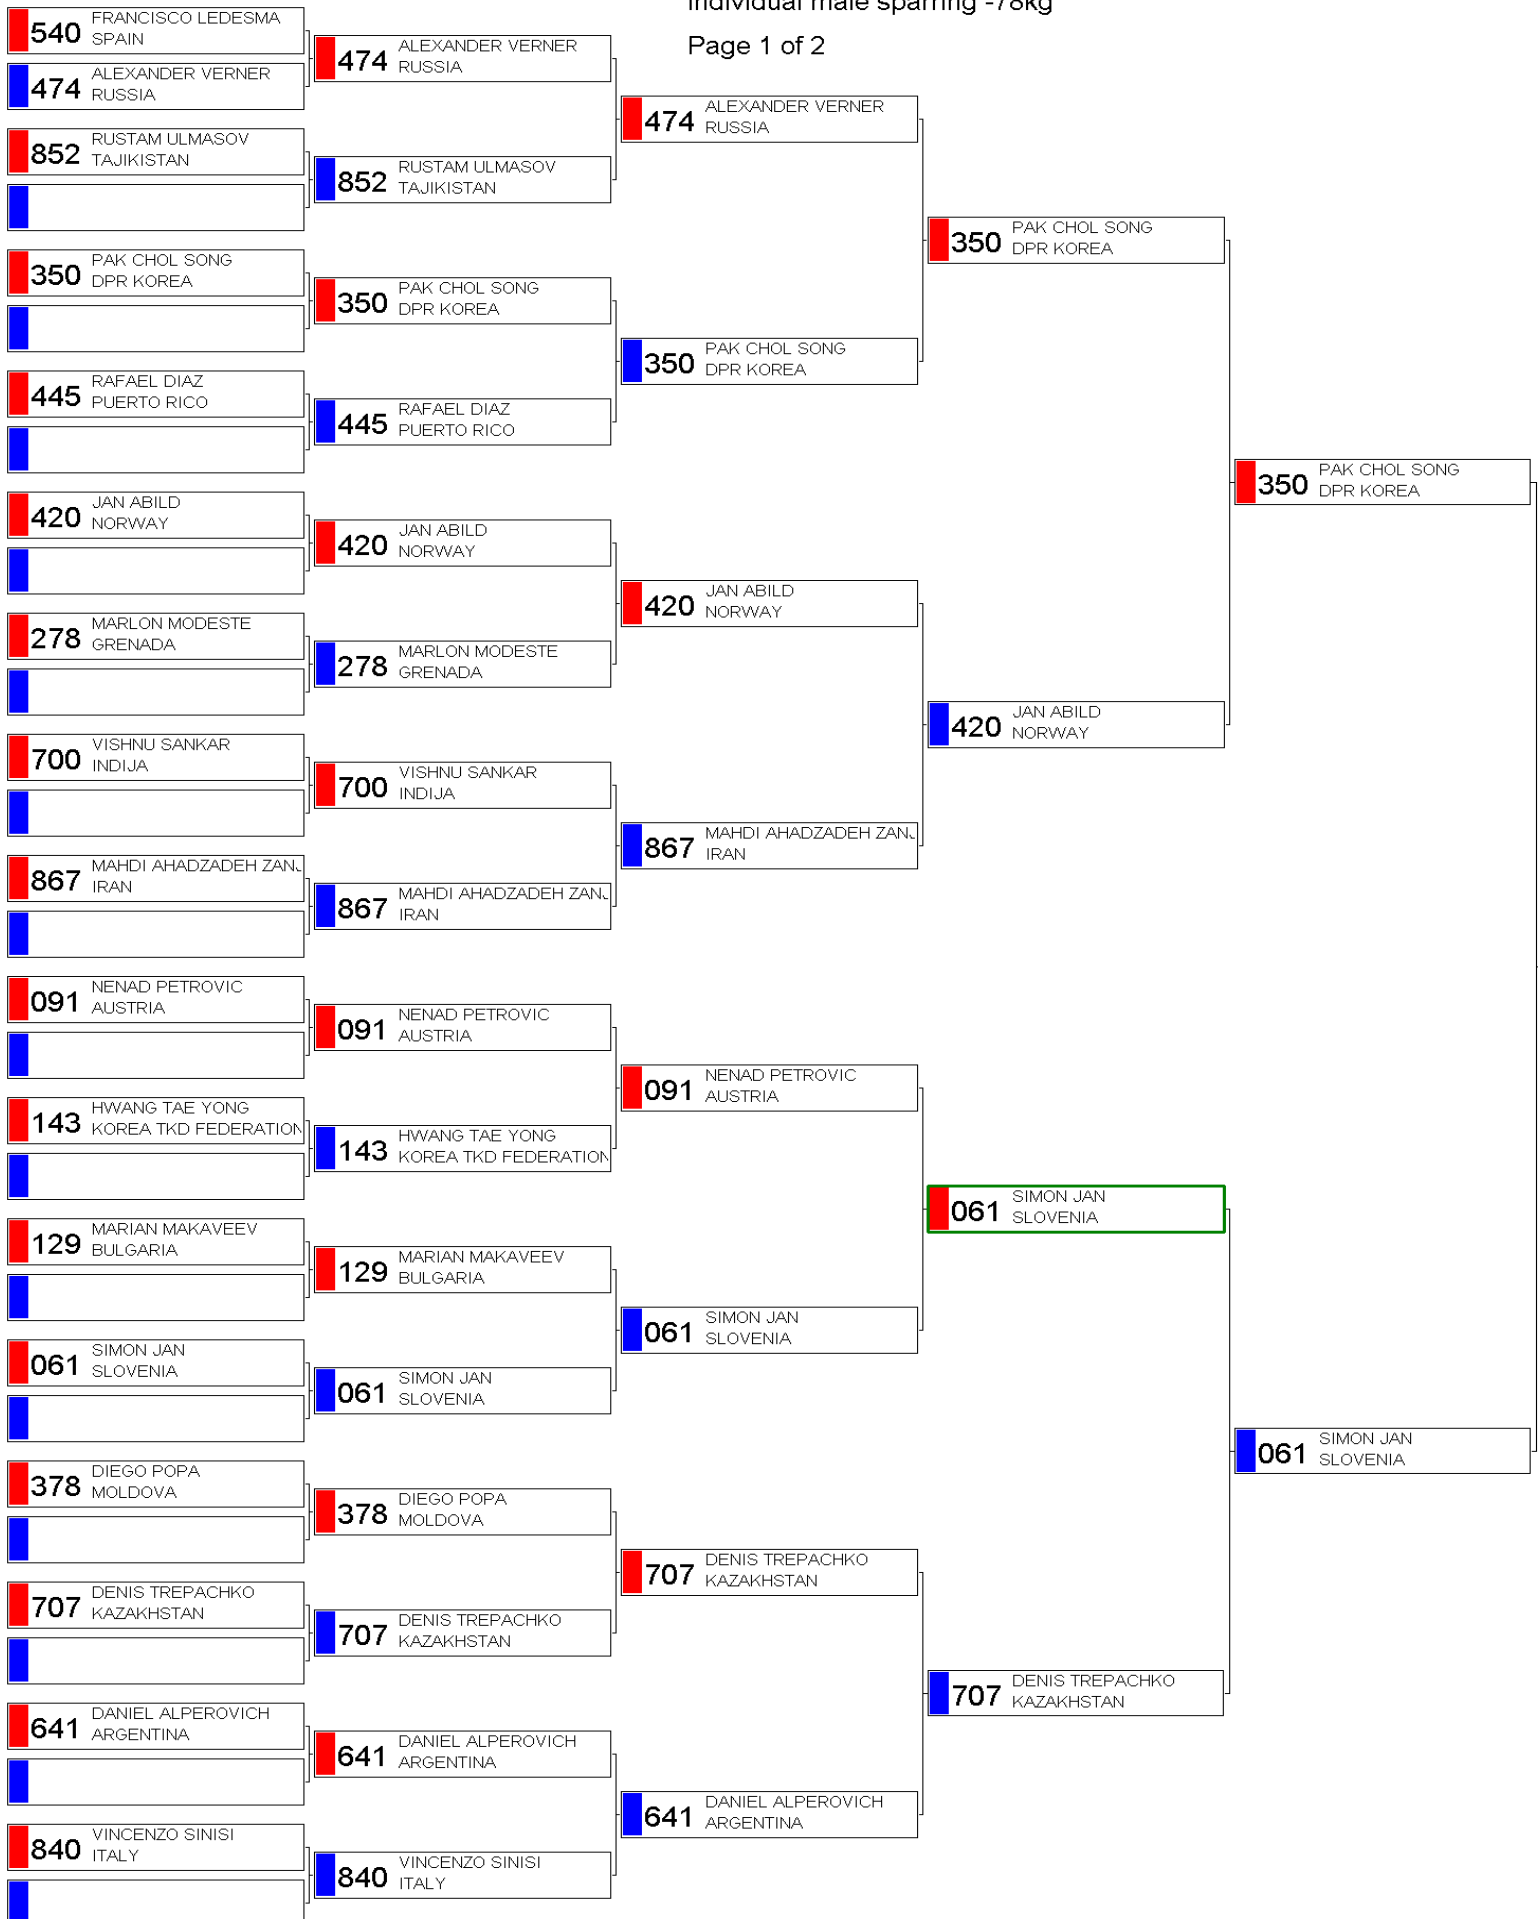 individual male sparring -78kg
Page 1 of 2
540 FRANCISCO LEDESMA
SPAIN
474 ALEXANDER VERNER
RUSSIA
852 RUSTAM ULMASOV
TAJIKISTAN
350 PAK CHOL SONG
DPR KOREA
445 RAFAEL DIAZ
PUERTO RICO
420 JAN ABILD
NORWAY
278 MARLON MODESTE
GRENADA
700 VISHNU SANKAR
INDIJA
867 MAHDI AHADZADEH ZANJ
IRAN
091 NENAD PETROVIC
AUSTRIA
143 HWANG TAE YONG
KOREA TKD FEDERATION
129 MARIAN MAKAVEEV
BULGARIA
061 SIMON JAN
SLOVENIA
378 DIEGO POPA
MOLDOVA
707 DENIS TREPACHKO
KAZAKHSTAN
641 DANIEL ALPEROVICH
ARGENTINA
840 VINCENZO SINISI
ITALY
474 ALEXANDER VERNER
RUSSIA
852 RUSTAM ULMASOV
TAJIKISTAN
350 PAK CHOL SONG
DPR KOREA
445 RAFAEL DIAZ
PUERTO RICO
420 JAN ABILD
NORWAY
278 MARLON MODESTE
GRENADA
700 VISHNU SANKAR
INDIJA
867 MAHDI AHADZADEH ZANJ
IRAN
091 NENAD PETROVIC
AUSTRIA
143 HWANG TAE YONG
KOREA TKD FEDERATION
129 MARIAN MAKAVEEV
BULGARIA
061 SIMON JAN
SLOVENIA
378 DIEGO POPA
MOLDOVA
707 DENIS TREPACHKO
KAZAKHSTAN
641 DANIEL ALPEROVICH
ARGENTINA
840 VINCENZO SINISI
ITALY
474 ALEXANDER VERNER
RUSSIA
350 PAK CHOL SONG
DPR KOREA
420 JAN ABILD
NORWAY
867 MAHDI AHADZADEH ZANJ
IRAN
091 NENAD PETROVIC
AUSTRIA
061 SIMON JAN
SLOVENIA
707 DENIS TREPACHKO
KAZAKHSTAN
641 DANIEL ALPEROVICH
ARGENTINA
350 PAK CHOL SONG
DPR KOREA
420 JAN ABILD
NORWAY
061 SIMON JAN
SLOVENIA
707 DENIS TREPACHKO
KAZAKHSTAN
350 PAK CHOL SONG
DPR KOREA
061 SIMON JAN
SLOVENIA